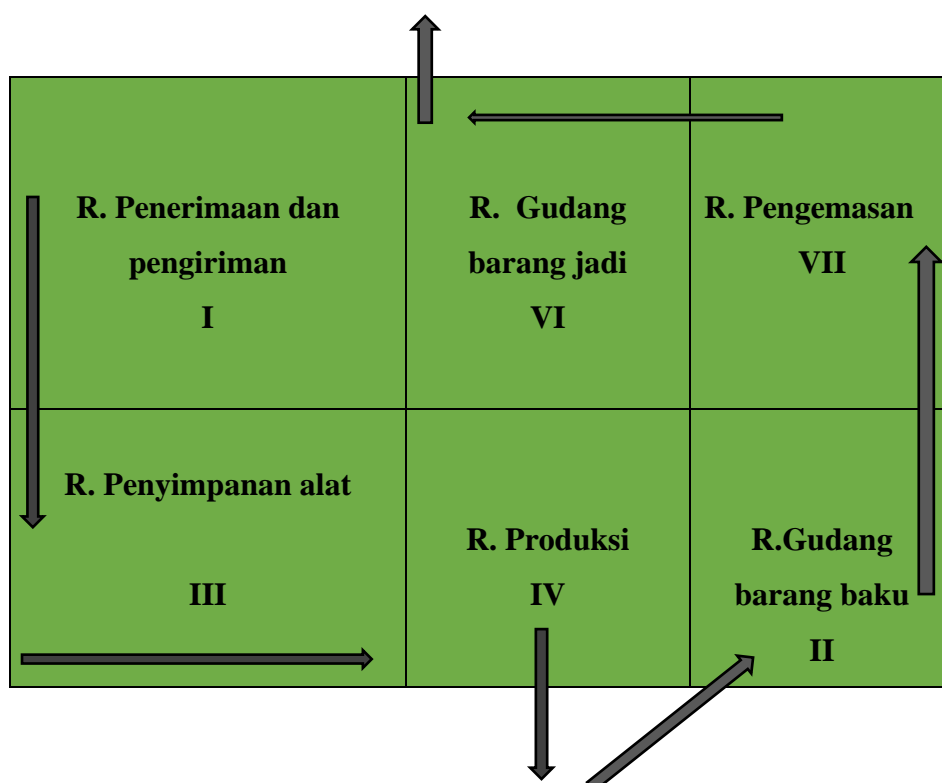 R. Penerimaan dan
pengiriman
I
R. Gudang
barang jadi
VI
R. Pengemasan
VII
R. Penyimpanan alat
III
R. Produksi
IV
R.Gudang
barang baku
II